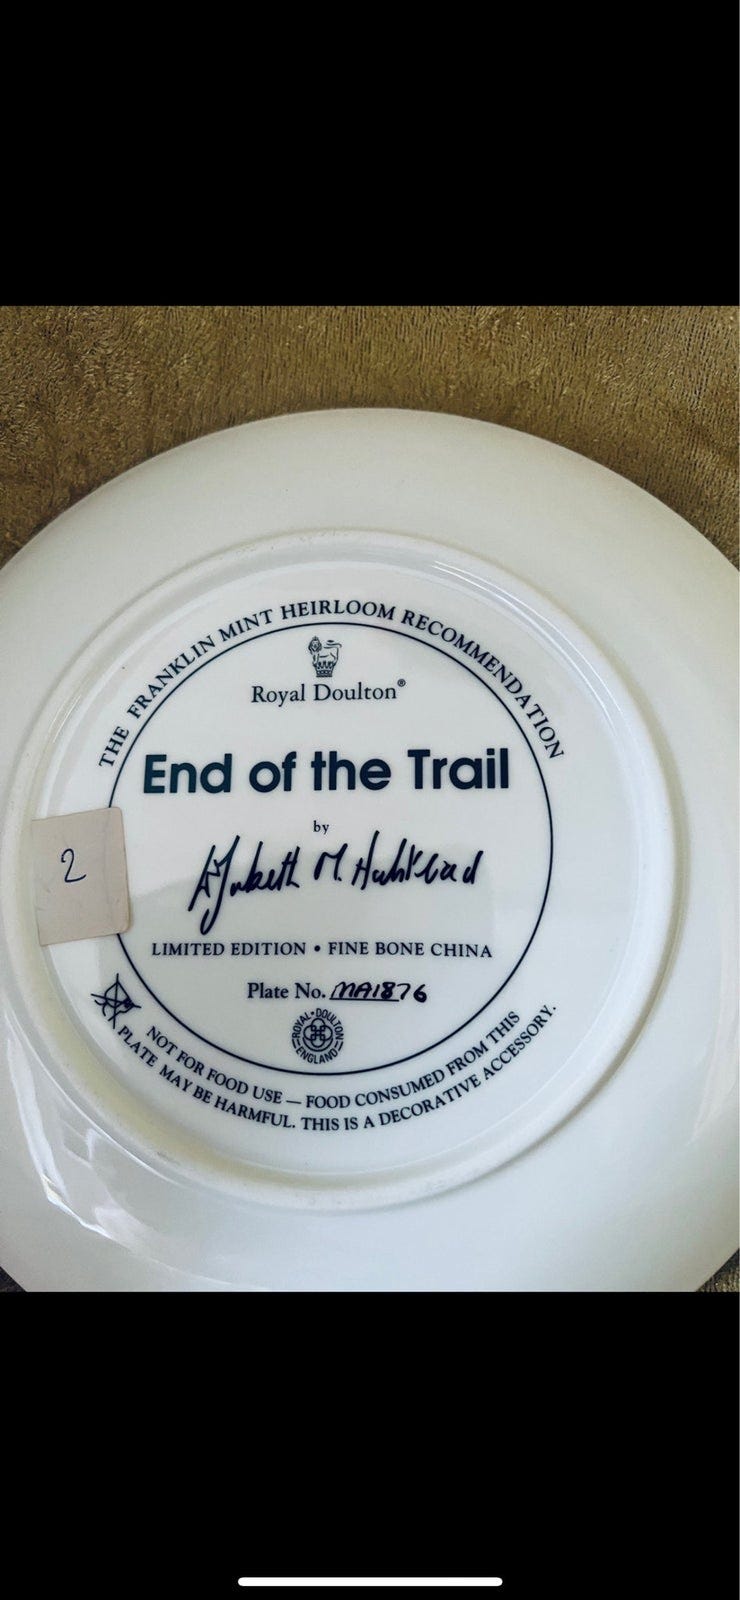 THE FRANKLIN MINT HEIRLOOM RECOMMENDATION
Royal Doulton®
End of the Trail
by
M.
LIMITED EDITION • FINE BONE CHINA
Plate No. MA1876
ROYAL • DOULTON
ENGLAND
2
NOT FOR FOOD USE — FOOD CONSUMED FROM THIS
PLATE MAY BE HARMFUL. THIS IS A DECORATIVE ACCESSORY.